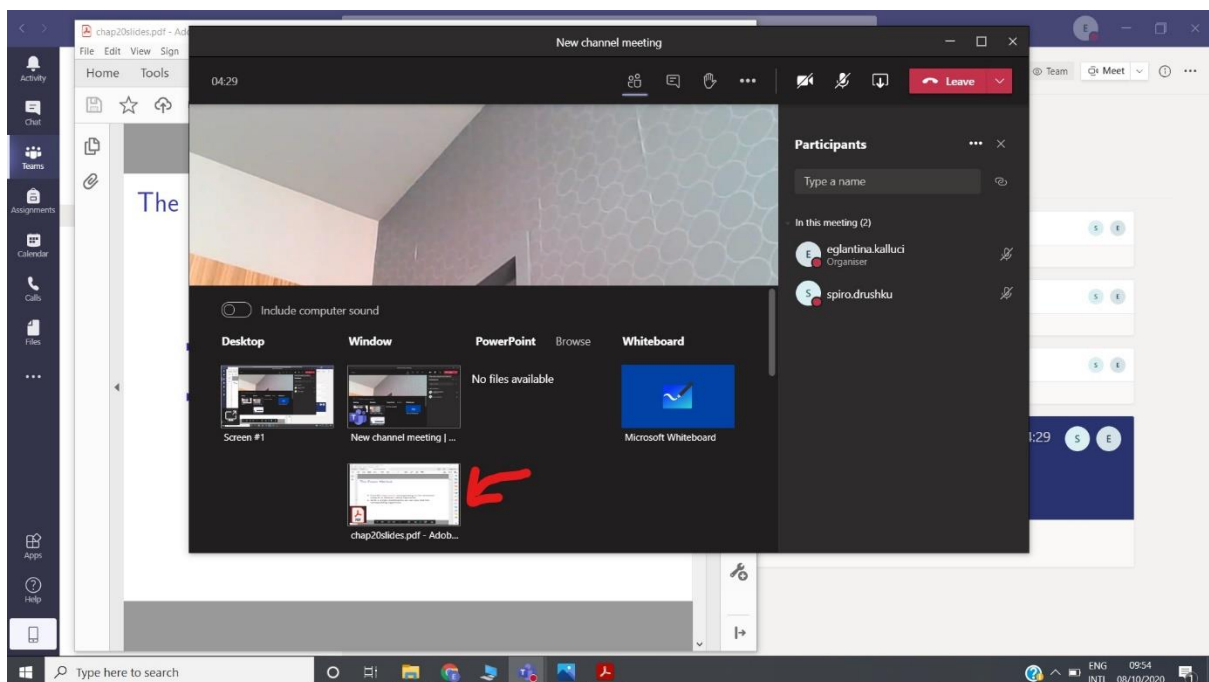 chap20slides.pdf - Ado
File Edit View Sign
Home Tools
The
Activity
Chat
Teams
Assignments
Calendar
Calls
Files
Apps
Help
New channel meeting
04:29
Leave
Include computer sound
Desktop
Window
PowerPoint Browse
Whiteboard
No files available
Screen #1
New channel meeting | ...
Microsoft Whiteboard
chap20slides.pdf - Adob...
Participants
Type a name
In this meeting (2)
E eglantina.kalluci
Organiser
S spiro.drushku
E
Team
Meet
S E
S E
S E
4:29 S E
Type here to search
ENG 09:54
INTL 08/10/2020